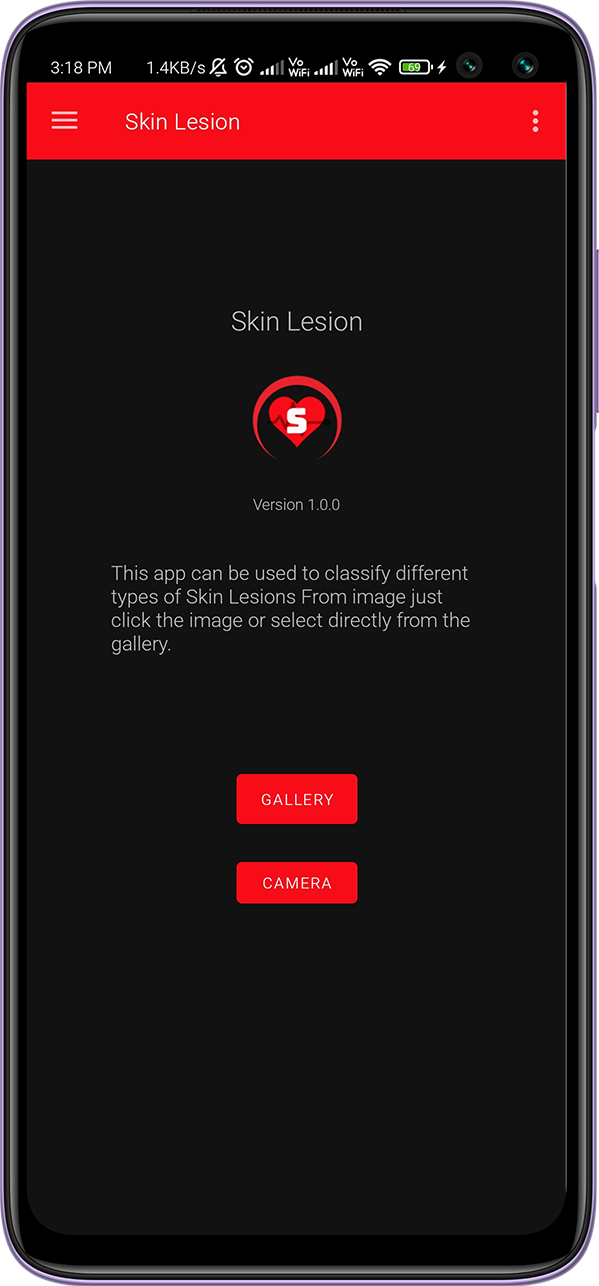 3:18 PM 1.4KB/s Vo WiFi Vo WiFi 69
Skin Lesion
Skin Lesion
S
Version 1.0.0
This app can be used to classify different
types of Skin Lesions From image just
click the image or select directly from the
gallery.
GALLERY
CAMERA